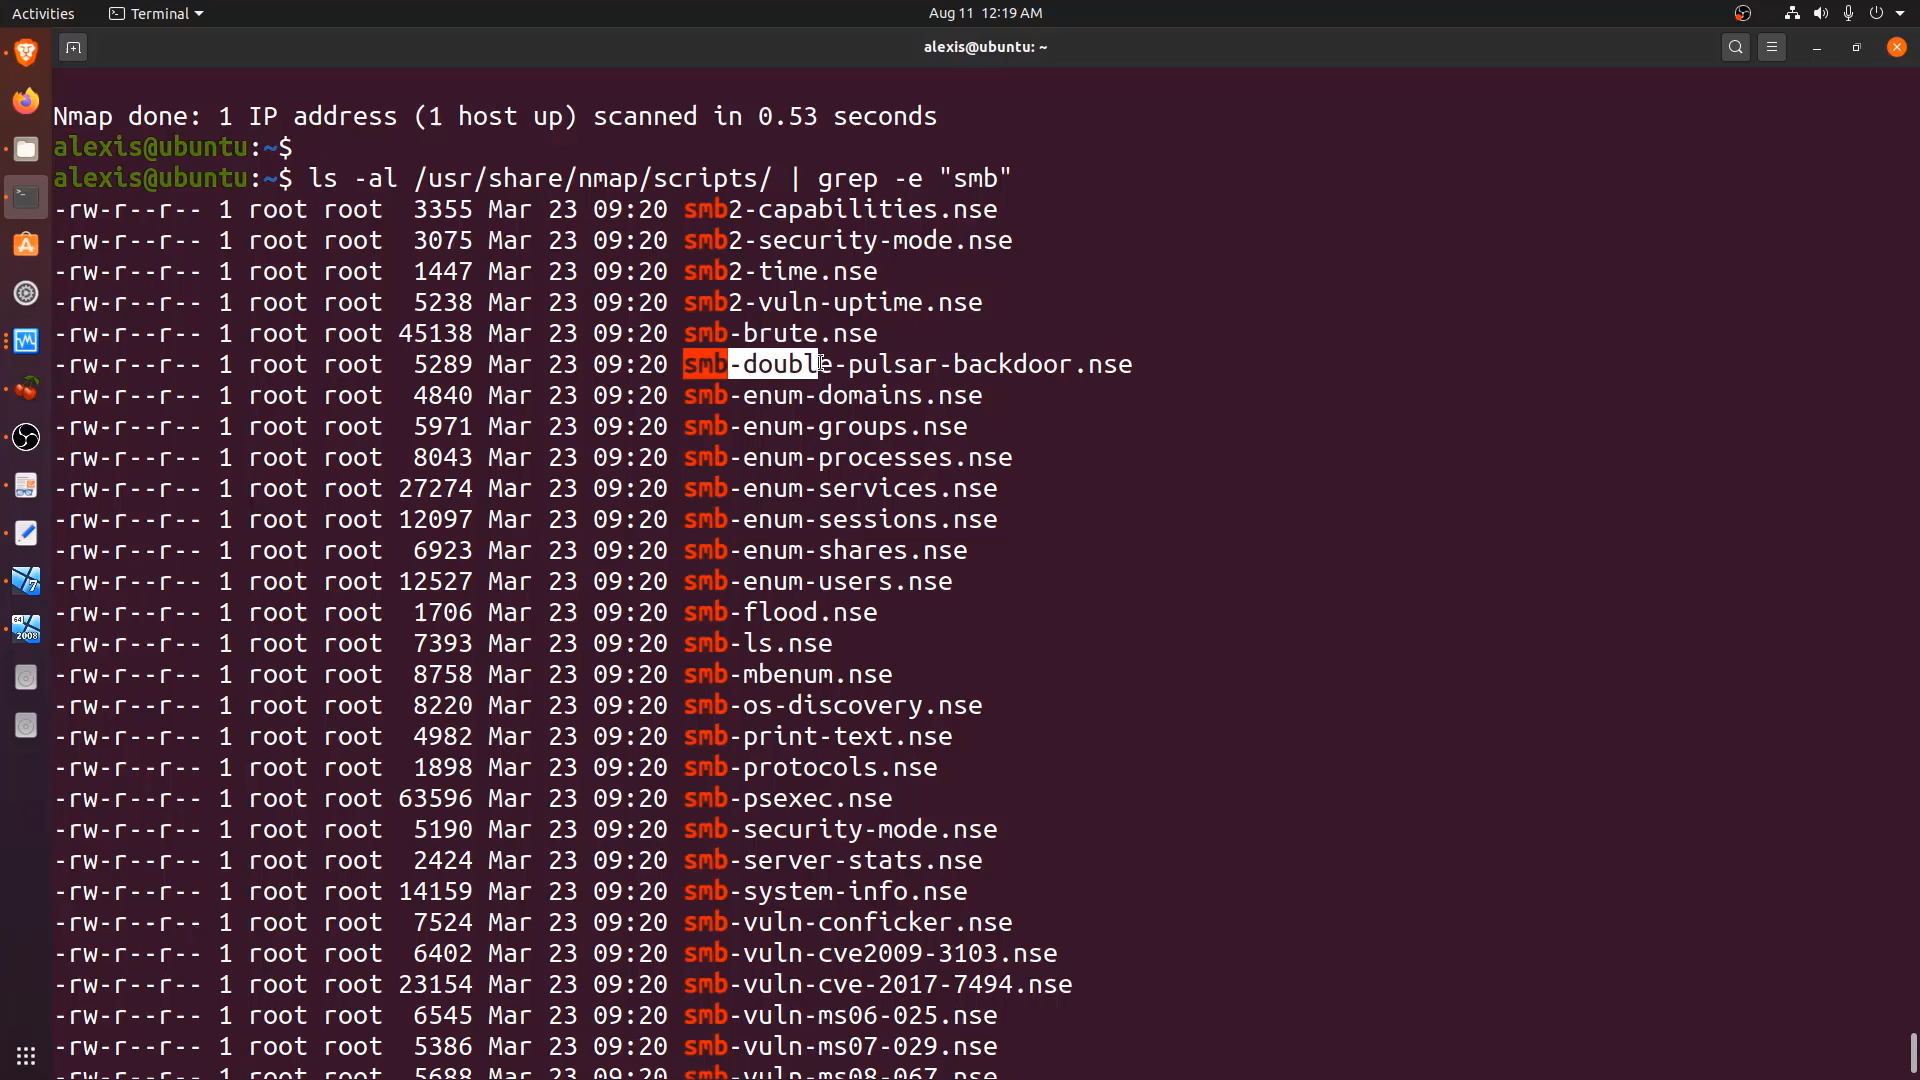 Activities Terminal Aug 11 12:19 AM
alexis@ubuntu: ~
Nmap done: 1 IP address (1 host up) scanned in 0.53 seconds
alexis@ubuntu:~$
alexis@ubuntu:~$ ls -al /usr/share/nmap/scripts/ | grep -e "smb"
-rw-r--r-- 1 root root  3355 Mar 23 09:20 smb2-capabilities.nse
-rw-r--r-- 1 root root  3075 Mar 23 09:20 smb2-security-mode.nse
-rw-r--r-- 1 root root  1447 Mar 23 09:20 smb2-time.nse
-rw-r--r-- 1 root root  5238 Mar 23 09:20 smb2-vuln-uptime.nse
-rw-r--r-- 1 root root 45138 Mar 23 09:20 smb-brute.nse
-rw-r--r-- 1 root root  5289 Mar 23 09:20 smb-double-pulsar-backdoor.nse
-rw-r--r-- 1 root root  4840 Mar 23 09:20 smb-enum-domains.nse
-rw-r--r-- 1 root root  5971 Mar 23 09:20 smb-enum-groups.nse
-rw-r--r-- 1 root root  8043 Mar 23 09:20 smb-enum-processes.nse
-rw-r--r-- 1 root root 27274 Mar 23 09:20 smb-enum-services.nse
-rw-r--r-- 1 root root 12097 Mar 23 09:20 smb-enum-sessions.nse
-rw-r--r-- 1 root root  6923 Mar 23 09:20 smb-enum-shares.nse
-rw-r--r-- 1 root root 12527 Mar 23 09:20 smb-enum-users.nse
-rw-r--r-- 1 root root  1706 Mar 23 09:20 smb-flood.nse
-rw-r--r-- 1 root root  7393 Mar 23 09:20 smb-ls.nse
-rw-r--r-- 1 root root  8758 Mar 23 09:20 smb-mbenum.nse
-rw-r--r-- 1 root root  8220 Mar 23 09:20 smb-os-discovery.nse
-rw-r--r-- 1 root root  4982 Mar 23 09:20 smb-print-text.nse
-rw-r--r-- 1 root root  1898 Mar 23 09:20 smb-protocols.nse
-rw-r--r-- 1 root root 63596 Mar 23 09:20 smb-psexec.nse
-rw-r--r-- 1 root root  5190 Mar 23 09:20 smb-security-mode.nse
-rw-r--r-- 1 root root  2424 Mar 23 09:20 smb-server-stats.nse
-rw-r--r-- 1 root root 14159 Mar 23 09:20 smb-system-info.nse
-rw-r--r-- 1 root root  7524 Mar 23 09:20 smb-vuln-conficker.nse
-rw-r--r-- 1 root root  6402 Mar 23 09:20 smb-vuln-cve2009-3103.nse
-rw-r--r-- 1 root root 23154 Mar 23 09:20 smb-vuln-cve-2017-7494.nse
-rw-r--r-- 1 root root  6545 Mar 23 09:20 smb-vuln-ms06-025.nse
-rw-r--r-- 1 root root  5386 Mar 23 09:20 smb-vuln-ms07-029.nse
-rw-r--r-- 1 root root  5688 Mar 23 09:20 smb-vuln-ms08-067.nse
7
64
2008